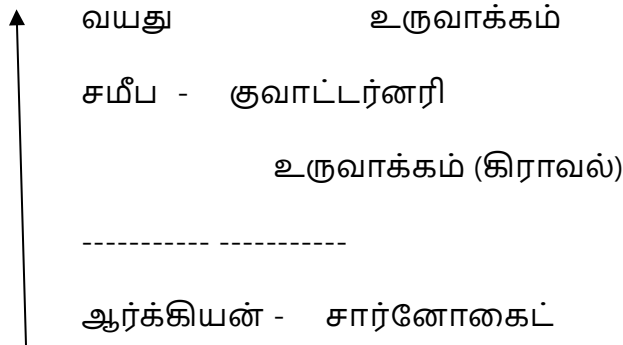 வயது உருவாக்கம்
சமீப - குவாட்டர்னரி
உருவாக்கம் (கிராவல்)
----------- -----------
ஆர்க்கியன் - சார்னோகைட்